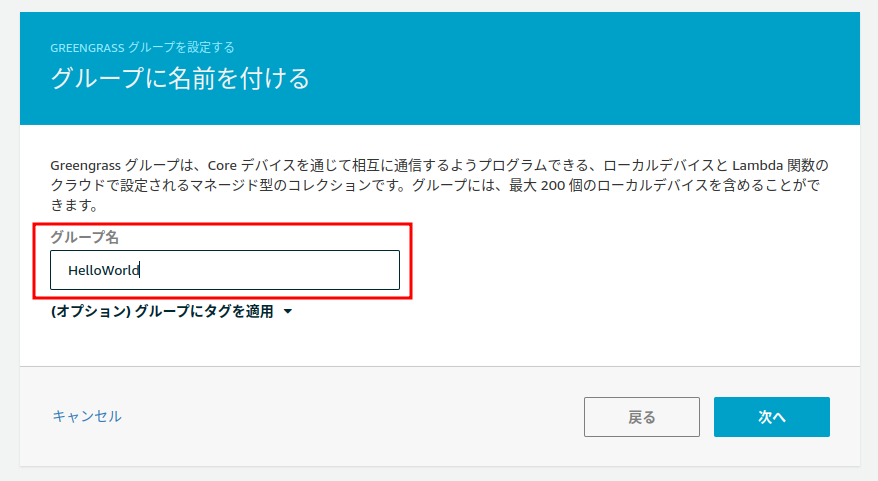 GREENGRASS グループを設定する
グループに名前を付ける
Greengrass グループは、Core デバイスを通じて相互に通信するようプログラムできる、ローカルデバイスと Lambda 関数の
クラウドで設定されるマネージド型のコレクションです。グループには、最大 200 個のローカルデバイスを含めることがで
きます。
グループ名
HelloWorld
(オプション) グループにタグを適用
キャンセル
戻る
次へ